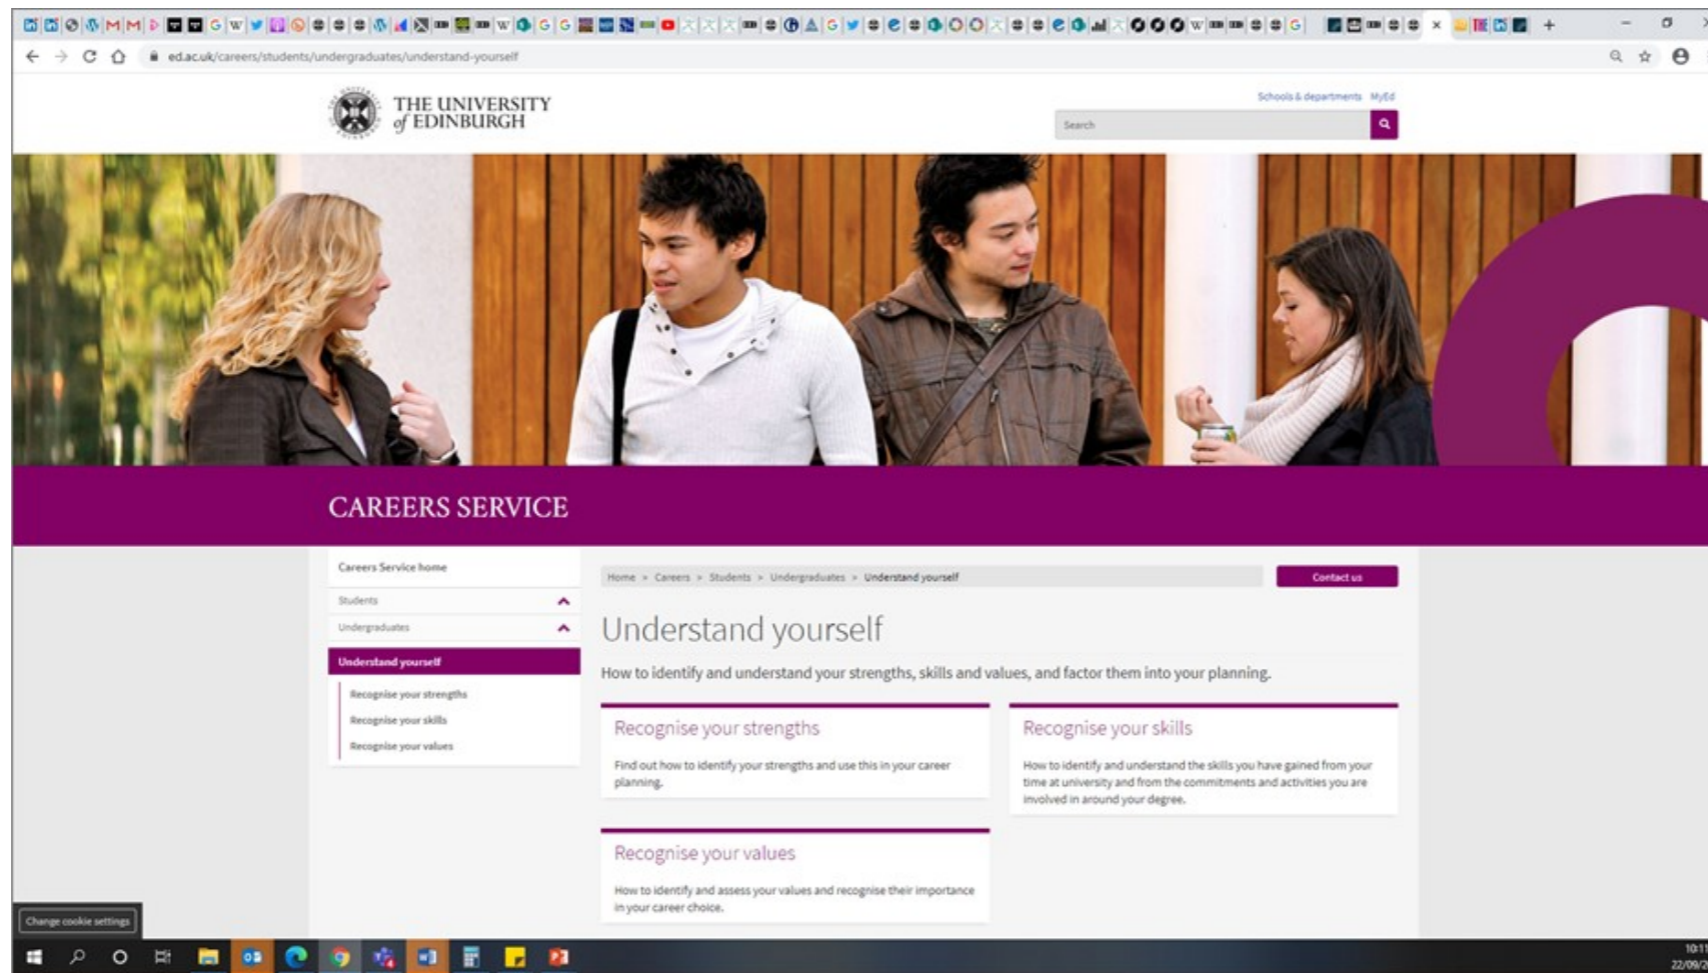 ed.ac.uk/careers/students/undergraduates/understand-yourself
THE UNIVERSITY
of EDINBURGH
Schools & departments MyEd
Search
CAREERS SERVICE
Careers Service home
Students
Undergraduates
Understand yourself
Recognise your strengths
Recognise your skills
Recognise your values
Home > Careers > Students > Undergraduates > Understand yourself
Contact us
Understand yourself
How to identify and understand your strengths, skills and values, and factor them into your planning.
Recognise your strengths
Find out how to identify your strengths and use this in your career
planning.
Recognise your skills
How to identify and understand the skills you have gained from your
time at university and from the commitments and activities you are
involved in around your degree.
Recognise your values
How to identify and assess your values and recognise their importance
in your career choice.
Change cookie settings
10:11